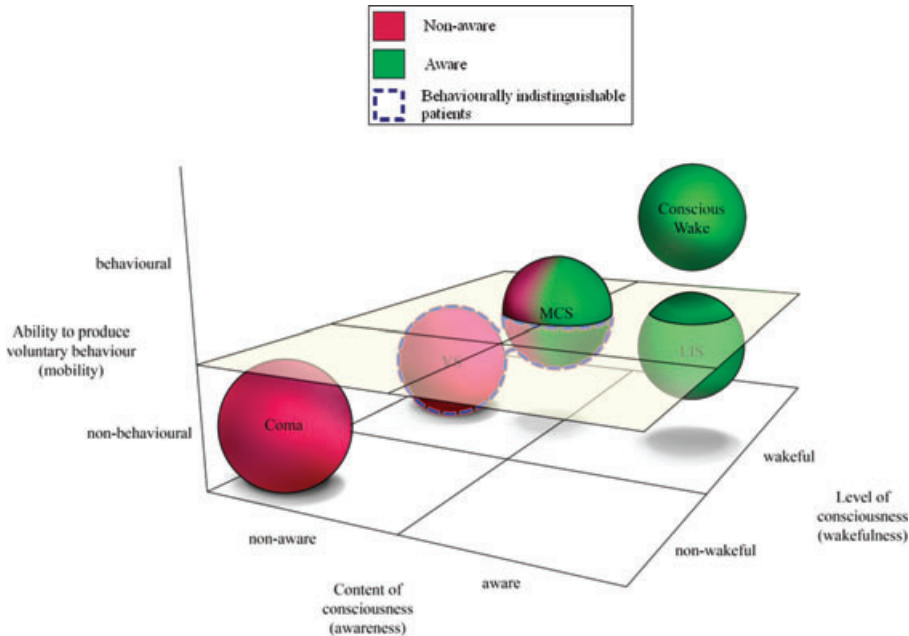 Non-aware
Aware
Behaviourally indistinguishable
patients
Conscious
Wake
behavioural
MCS
Ability to produce
voluntary behaviour
(mobility)
VS
LIS
Coma
non-behavioural
wakeful
Level of
consciousness
(wakefulness)
non-aware
non-wakeful
Content of
consciousness
(awareness)
aware